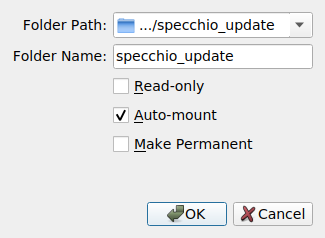 Folder Path: .../specchio_update
Folder Name: specchio_update
Read-only
Auto-mount
Make Permanent
OK Cancel